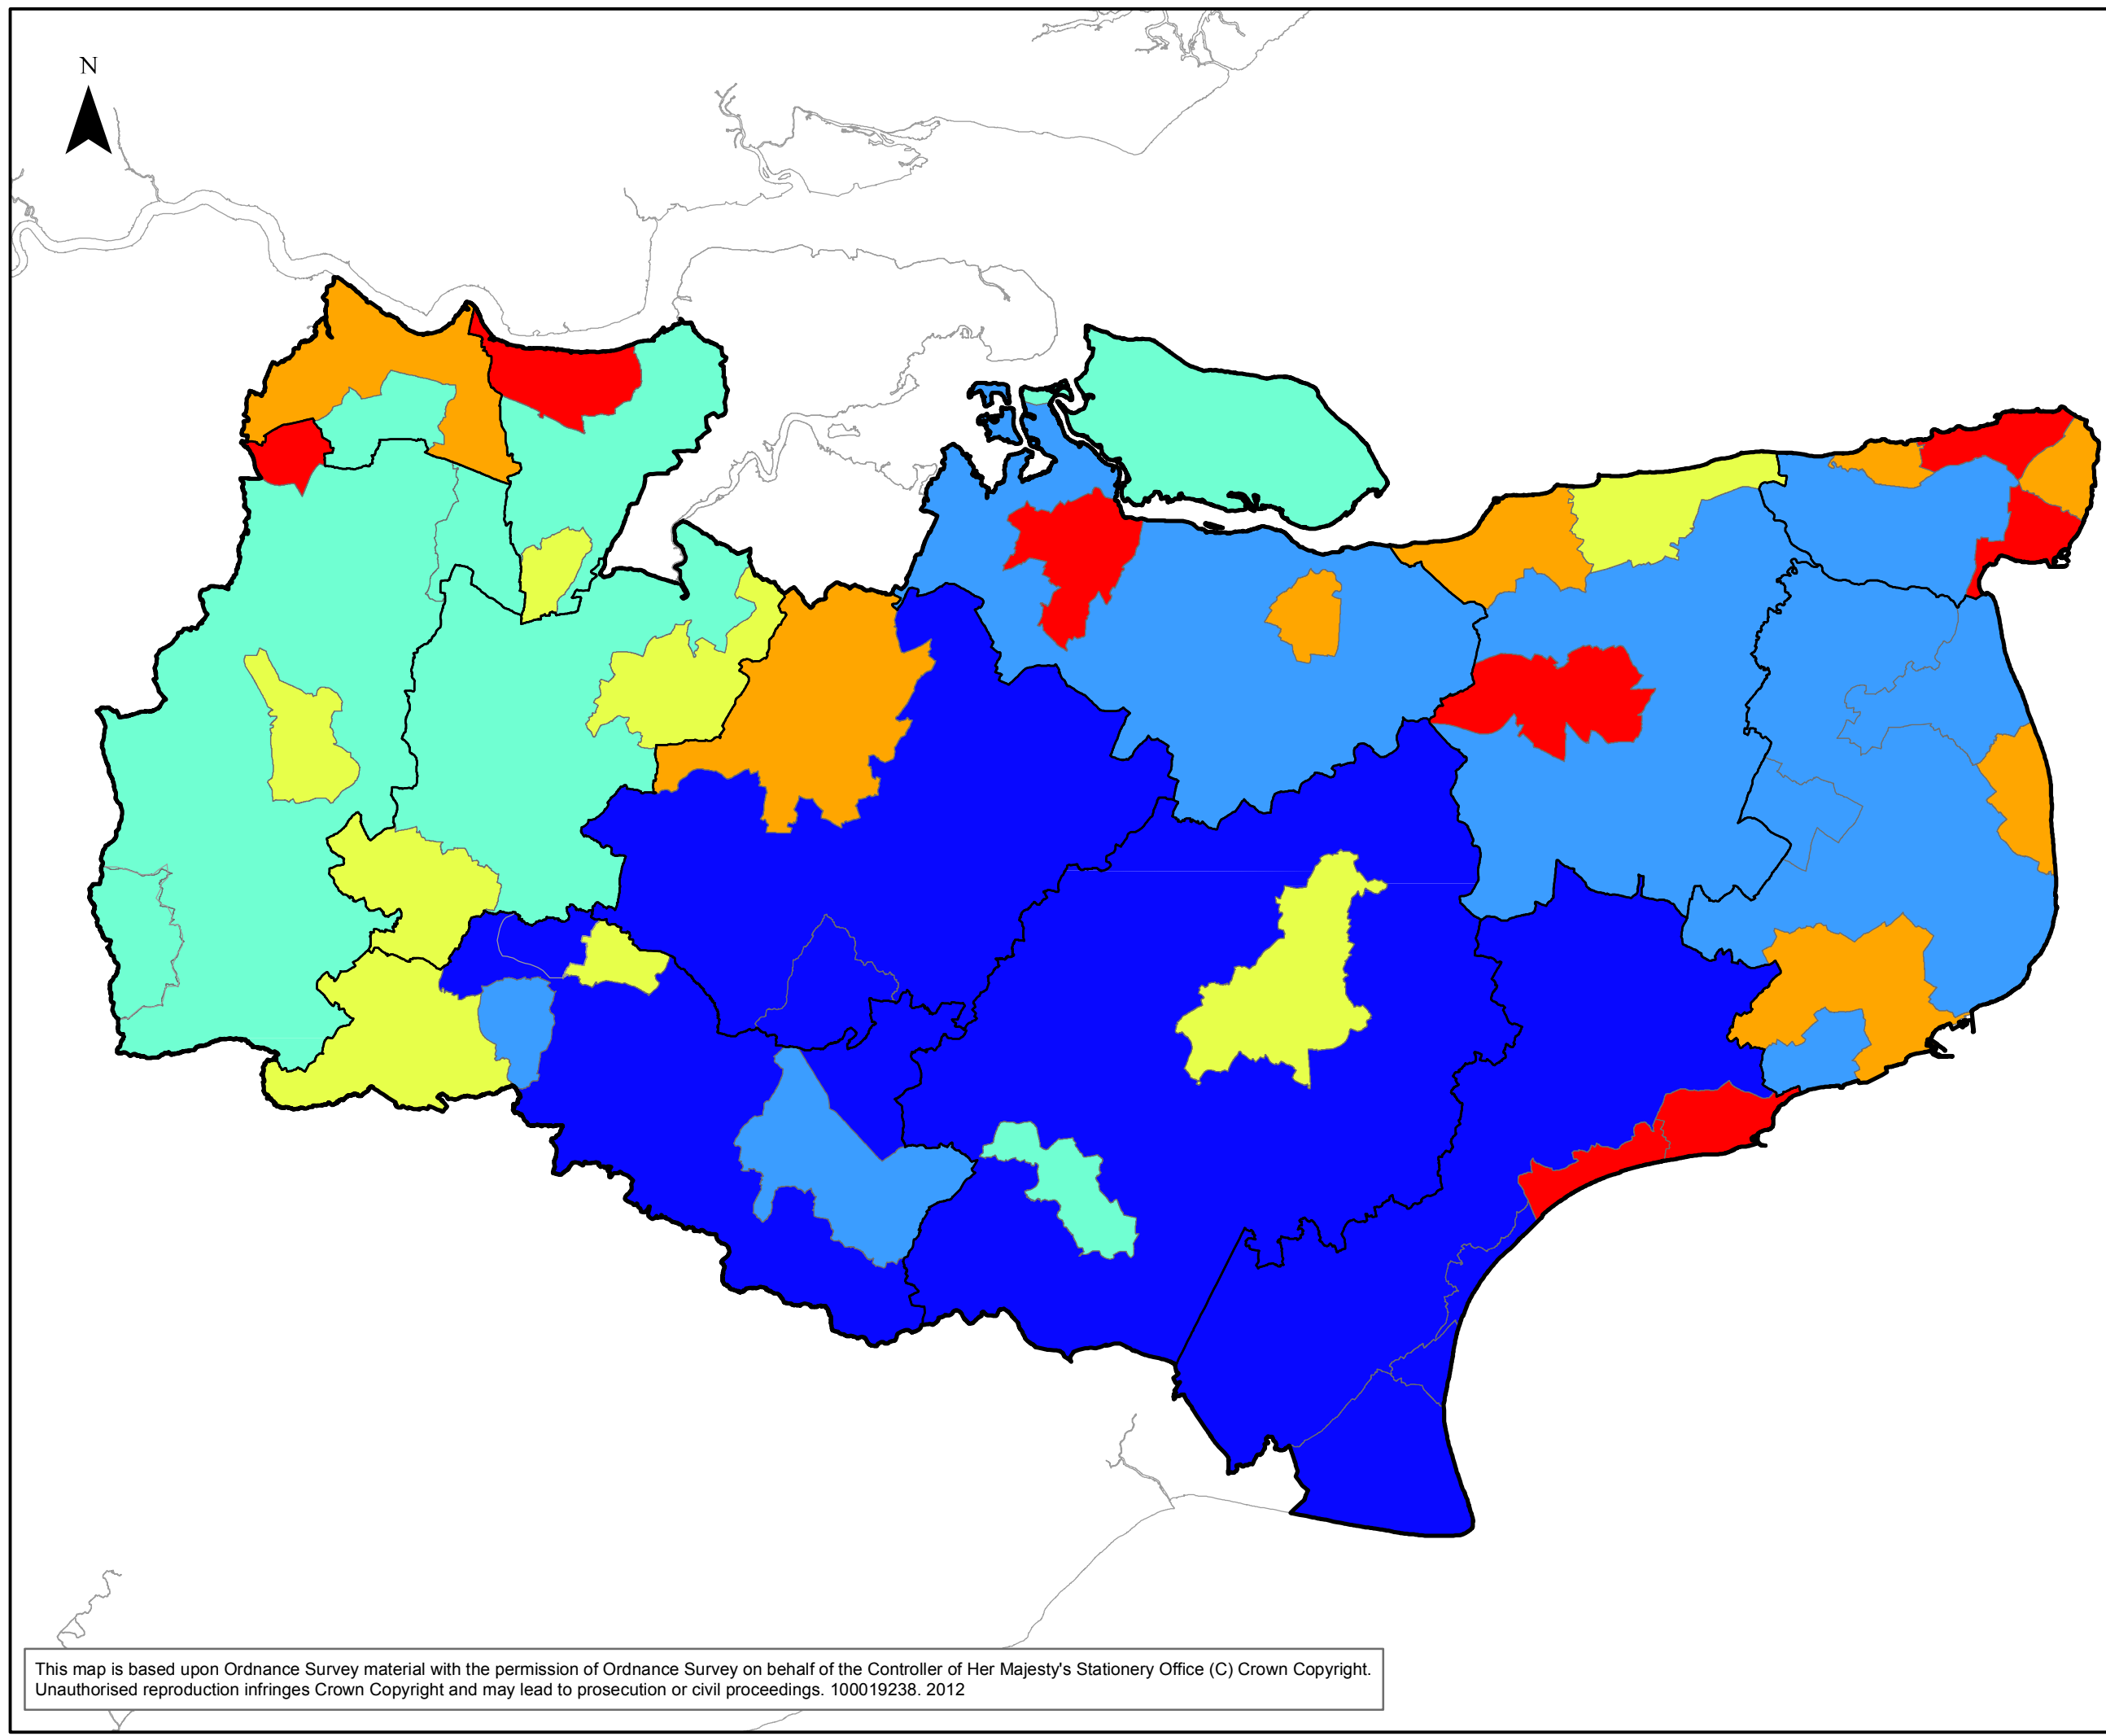 N
This map is based upon Ordnance Survey material with the permission of Ordnance Survey on behalf of the Controller of Her Majesty's Stationery Office (C) Crown Copyright.
Unauthorised reproduction infringes Crown Copyright and may lead to prosecution or civil proceedings. 100019238. 2012